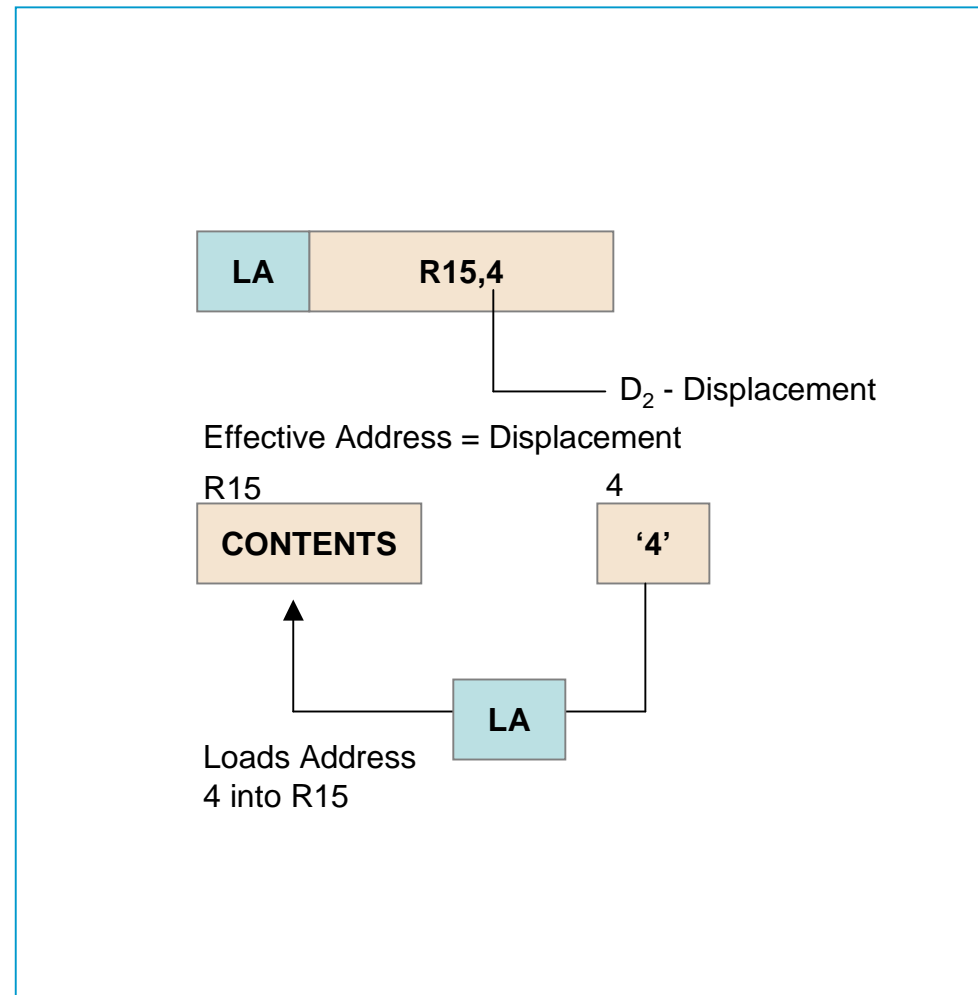 LA R15,4
D₂ - Displacement
Effective Address = Displacement
R15 4
CONTENTS ‘4’
LA
Loads Address
4 into R15